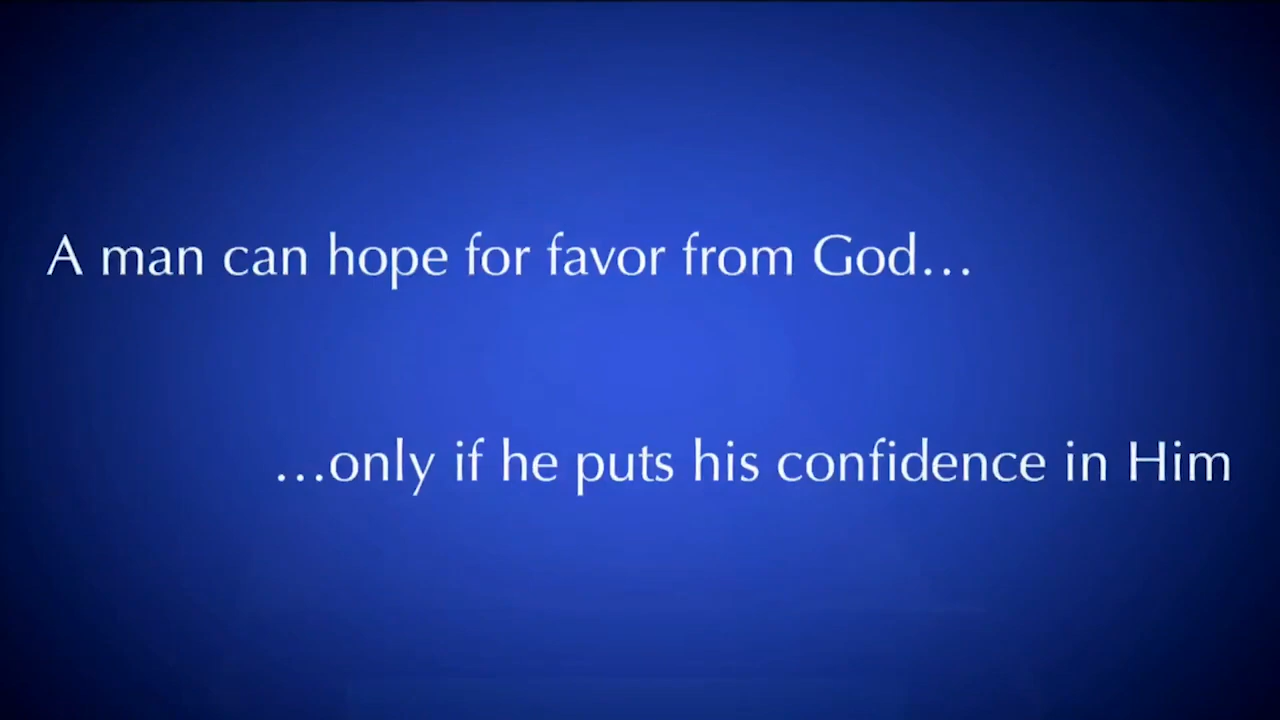 A man can hope for favor from God…
…only if he puts his confidence in Him